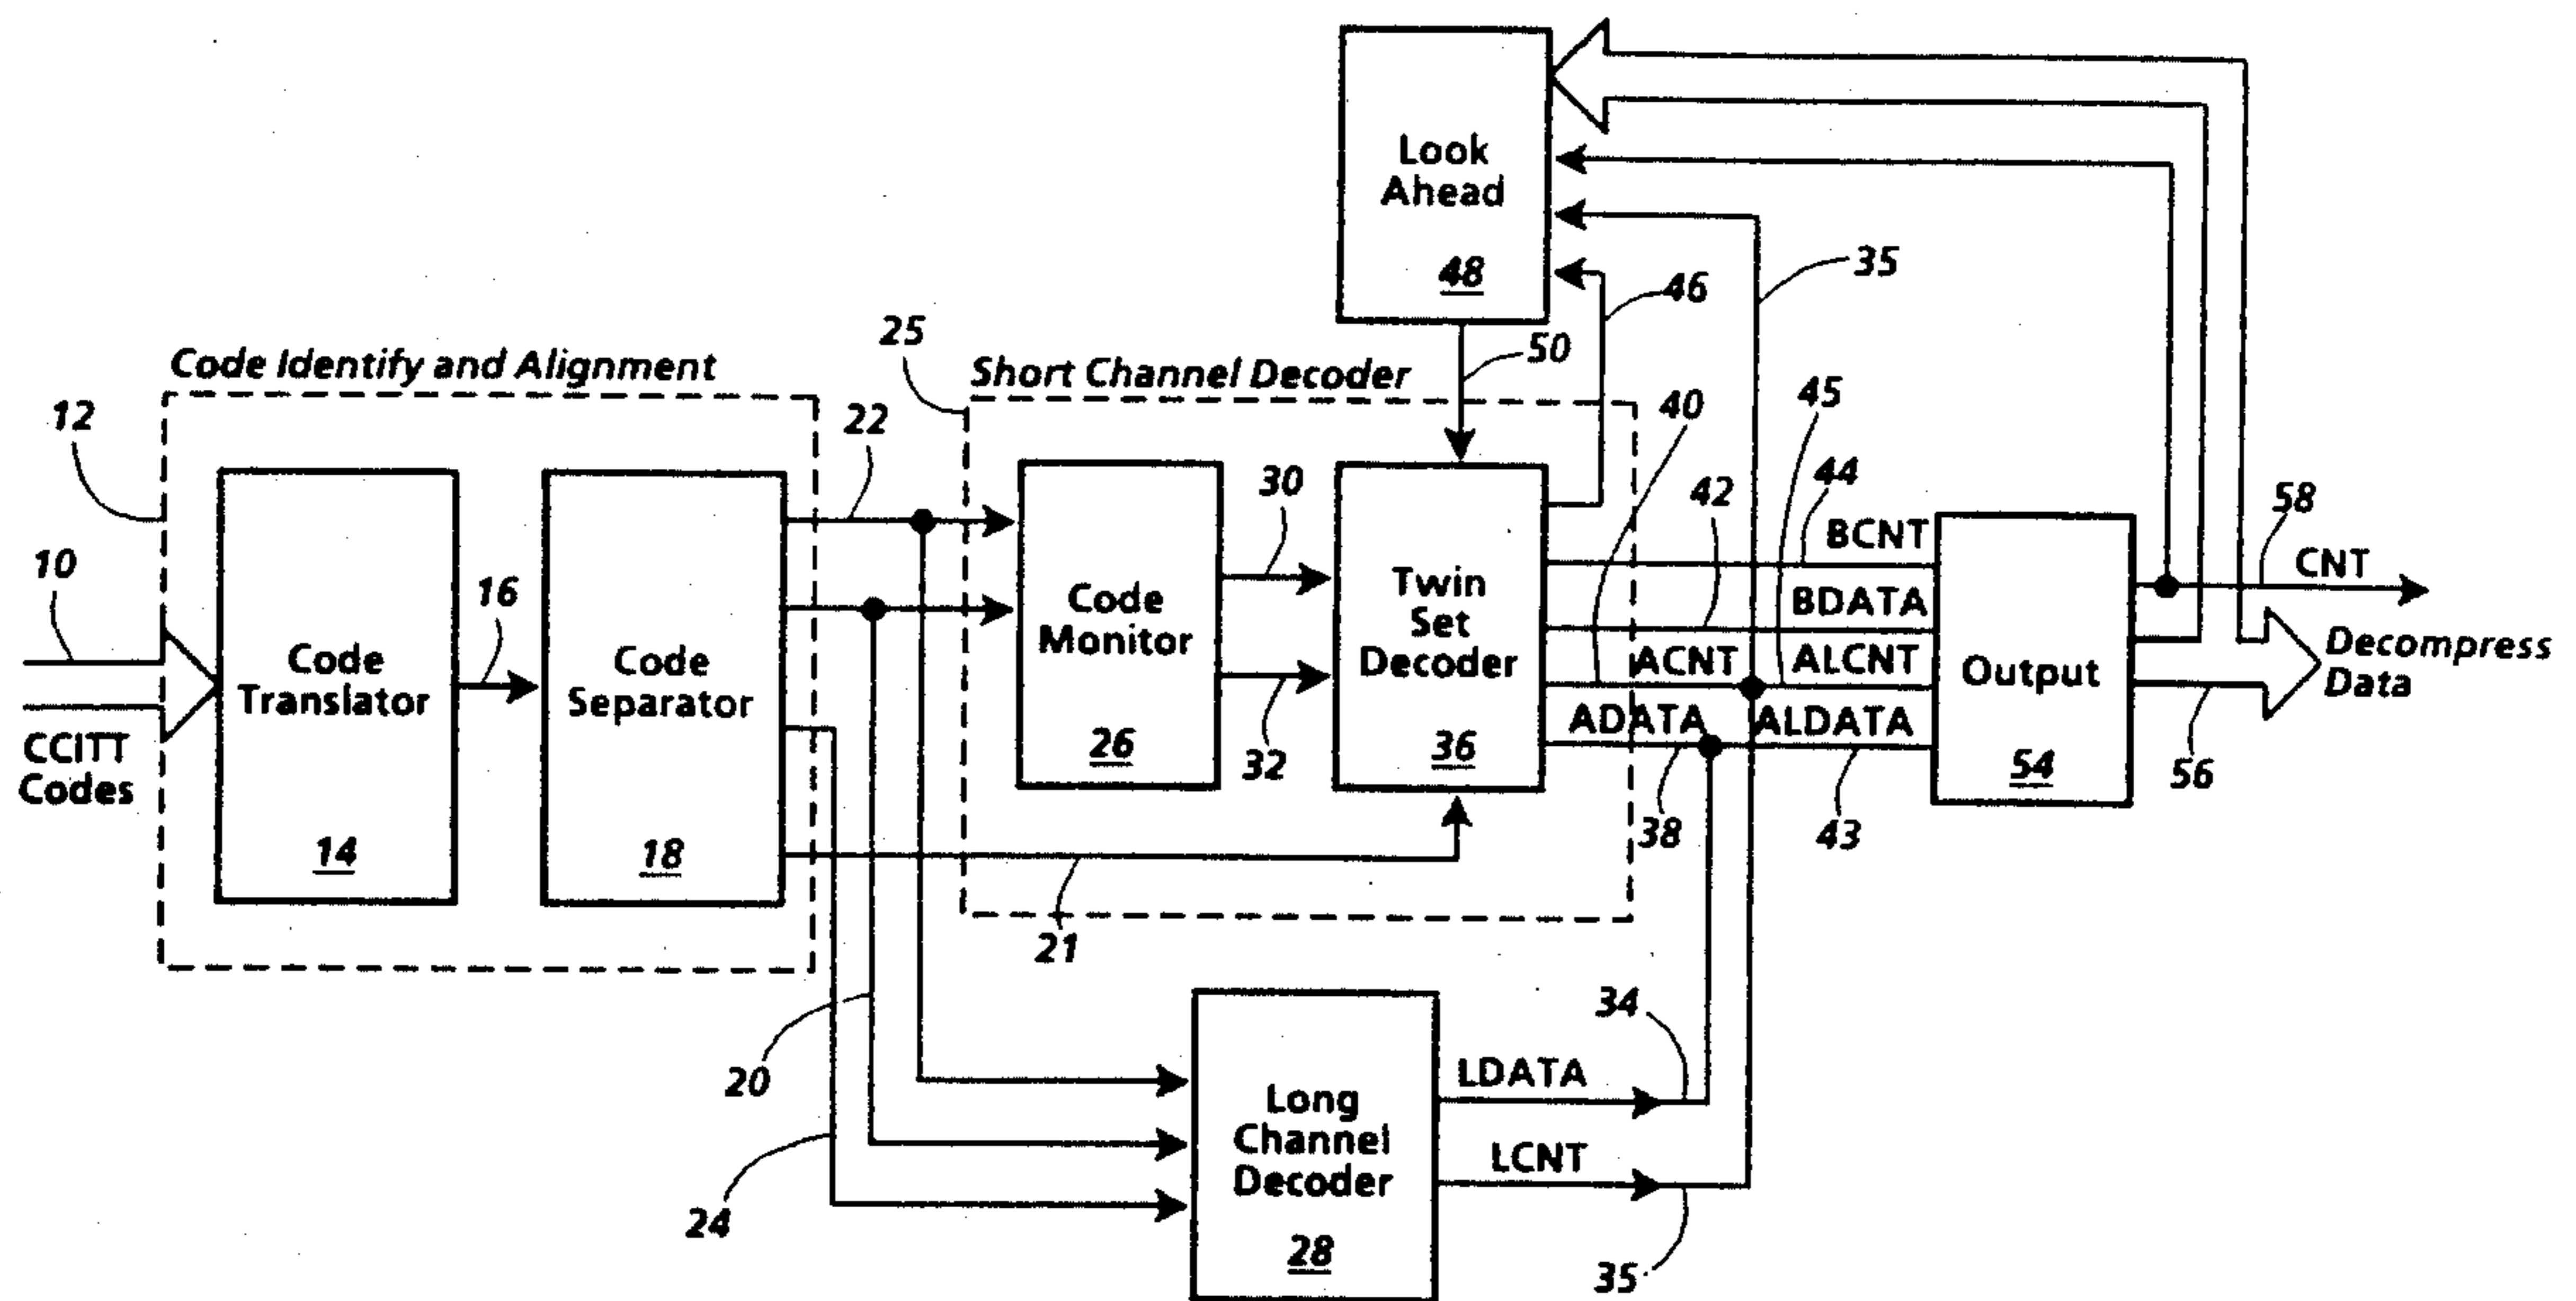 Look
Ahead
48
35
46
50
25
Code Identify and Alignment
Short Channel Decoder
12
22
40
45
10
16
30
42
44
58
BCNT
CNT
BDATA
Decompress
Data
Code
Translator
14
Code
Separator
18
Code
Monitor
26
Twin
Set
Decoder
36
ACNT
ALCNT
ADATA
ALDATA
Output
54
CCITT
Codes
32
38
43
56
21
20
24
34
LDATA
LCNT
Long
Channel
Decoder
28
35